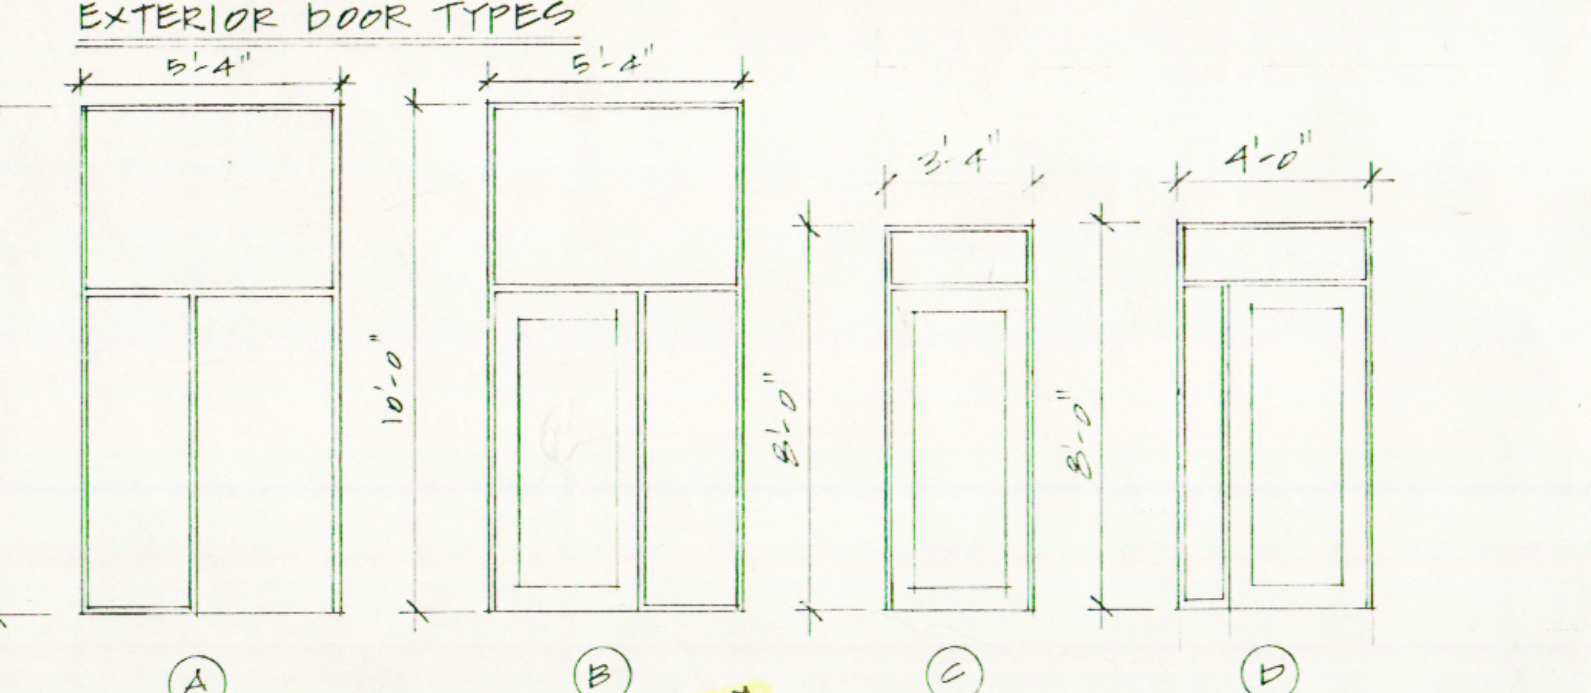 EXTERIOR DOOR TYPES
5'-4"
5'-4"
3'-4"
4'-0"
10'-0"
8'-0"
8'-0"
A
B
C
D